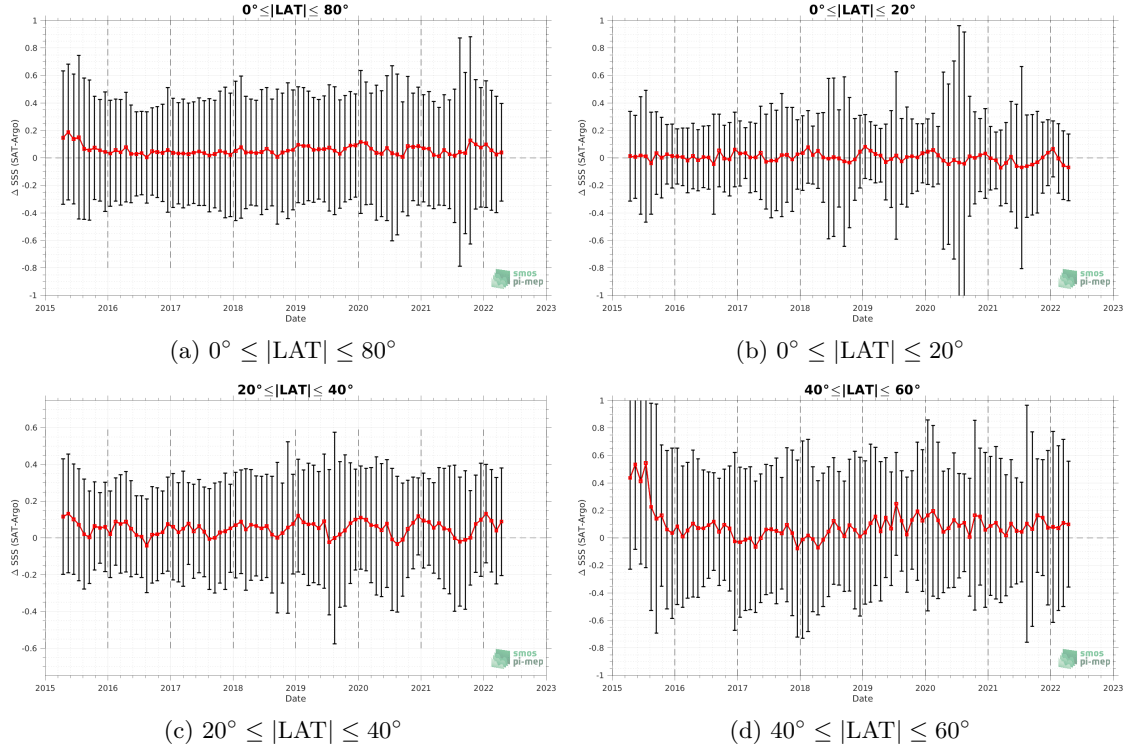 0°≤|LAT|≤ 80°
Δ SSS (SAT-Argo)
1
0.8
0.6
0.4
0.2
0
-0.2
-0.4
-0.6
-0.8
-1
2015 2016 2017 2018 2019 2020 2021 2022 2023
Date
smos
pi-mep
(a) 0° ≤ |LAT| ≤ 80°
0°≤|LAT|≤ 20°
Δ SSS (SAT-Argo)
1
0.8
0.6
0.4
0.2
0
-0.2
-0.4
-0.6
-0.8
-1
2015 2016 2017 2018 2019 2020 2021 2022 2023
Date
smos
pi-mep
(b) 0° ≤ |LAT| ≤ 20°
20°≤|LAT|≤ 40°
Δ SSS (SAT-Argo)
0.6
0.4
0.2
0
-0.2
-0.4
-0.6
2015 2016 2017 2018 2019 2020 2021 2022 2023
Date
smos
pi-mep
(c) 20° ≤ |LAT| ≤ 40°
40°≤|LAT|≤ 60°
Δ SSS (SAT-Argo)
1
0.8
0.6
0.4
0.2
0
-0.2
-0.4
-0.6
-0.8
-1
2015 2016 2017 2018 2019 2020 2021 2022 2023
Date
smos
pi-mep
(d) 40° ≤ |LAT| ≤ 60°